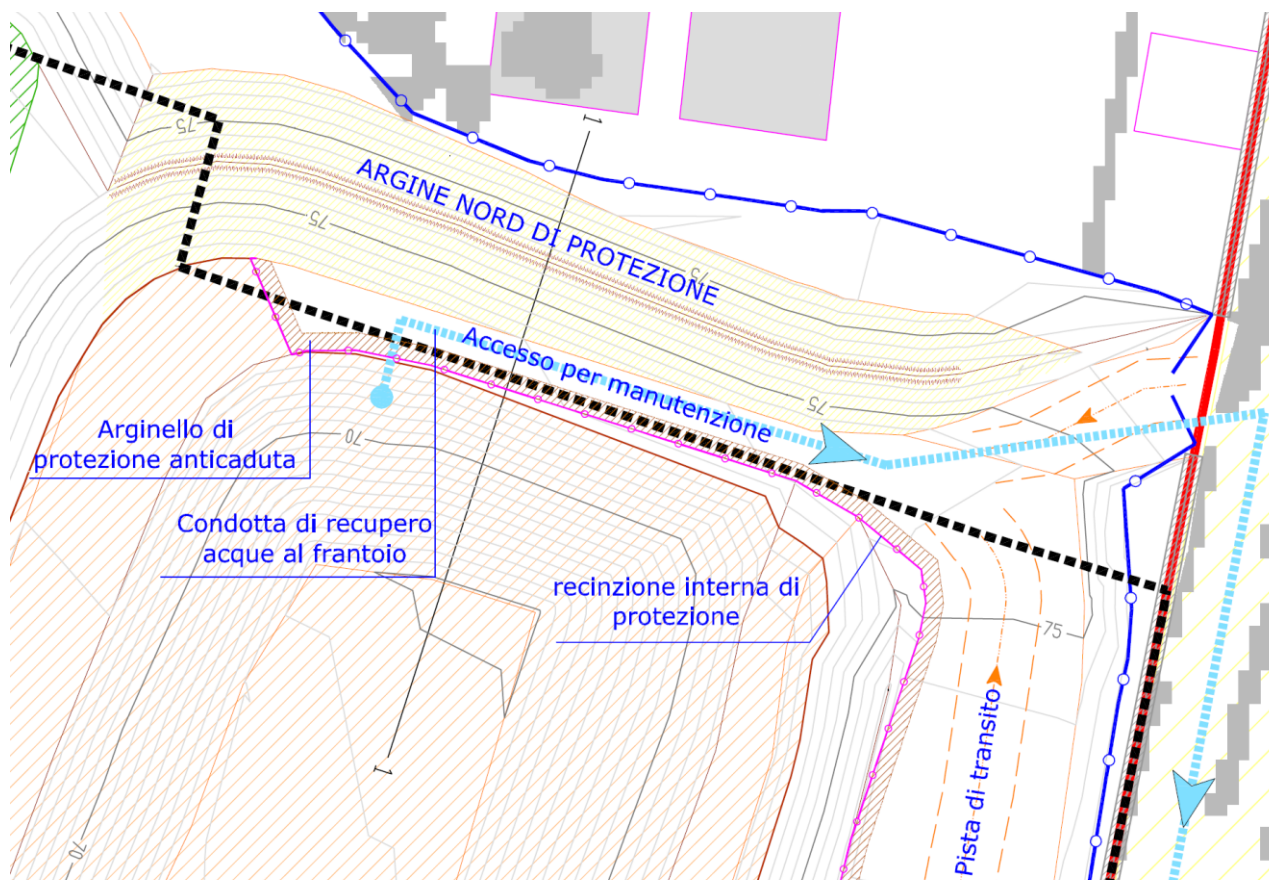 1
75
ARGINE NORD DI PROTEZIONE
75
75
Accesso per manutenzione
75
Arginello di
protezione anticaduta
70
Condotta di recupero
acque al frantoio
recinzione interna di
protezione
75
Pista di transito
1
70